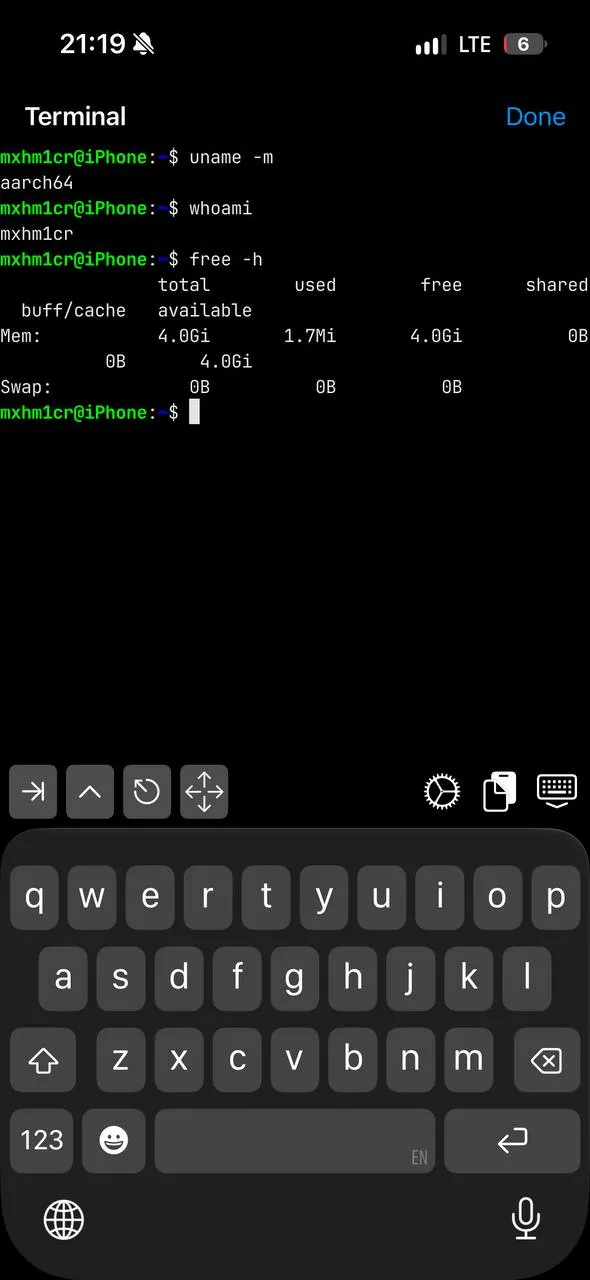 21:19 LTE 6
Terminal Done
mxhm1cr@iPhone:~$ uname -m
aarch64
mxhm1cr@iPhone:~$ whoami
mxhm1cr
mxhm1cr@iPhone:~$ free -h
total used free shared
buff/cache available
Mem: 4.0Gi 1.7Mi 4.0Gi 0B
0B 4.0Gi
Swap: 0B 0B 0B
mxhm1cr@iPhone:~$
q w e r t y u i o p
a s d f g h j k l
z x c v b n m
123 EN